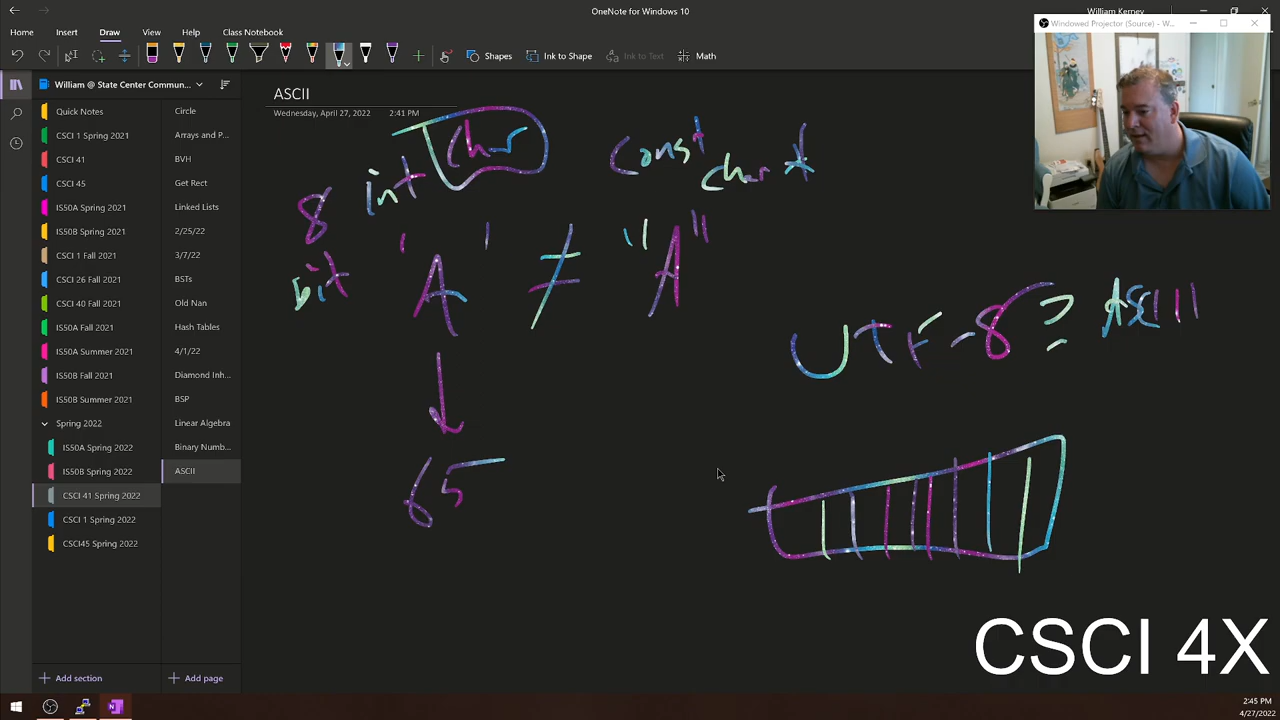 OneNote for Windows 10
William Kerney
Home Insert Draw View Help Class Notebook
Shapes Ink to Shape Ink to Text Math
Windowed Projector (Source) - W...
William @ State Center Commun...
Quick Notes
CSCI 1 Spring 2021
CSCI 41
CSCI 45
IS50A Spring 2021
IS50B Spring 2021
CSCI 1 Fall 2021
CSCI 26 Fall 2021
CSCI 40 Fall 2021
IS50A Fall 2021
IS50A Summer 2021
IS50B Fall 2021
IS50B Summer 2021
Spring 2022
IS50A Spring 2022
IS50B Spring 2022
CSCI 41 Spring 2022
CSCI 1 Spring 2022
CSCI45 Spring 2022
Add section
Circle
Arrays and P...
BVH
Get Rect
Linked Lists
2/25/22
3/7/22
BSTs
Old Nan
Hash Tables
4/1/22
Diamond Inh...
BSP
Linear Algebra
Binary Numb...
ASCII
Add page
ASCII
Wednesday, April 27, 2022 2:41 PM
8 bit int char
const char *
'A' ≠ "A"
65
UTF-8 ASCII
CSCI 4X
2:45 PM
4/27/2022